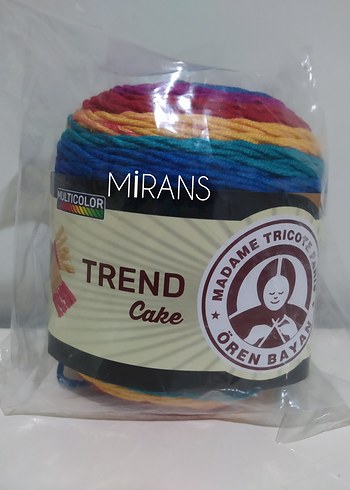 MiRANS
MULTICOLOR
TREND
Cake
MADAME TRICOTE PARIS
★ ÖREN BAYAN